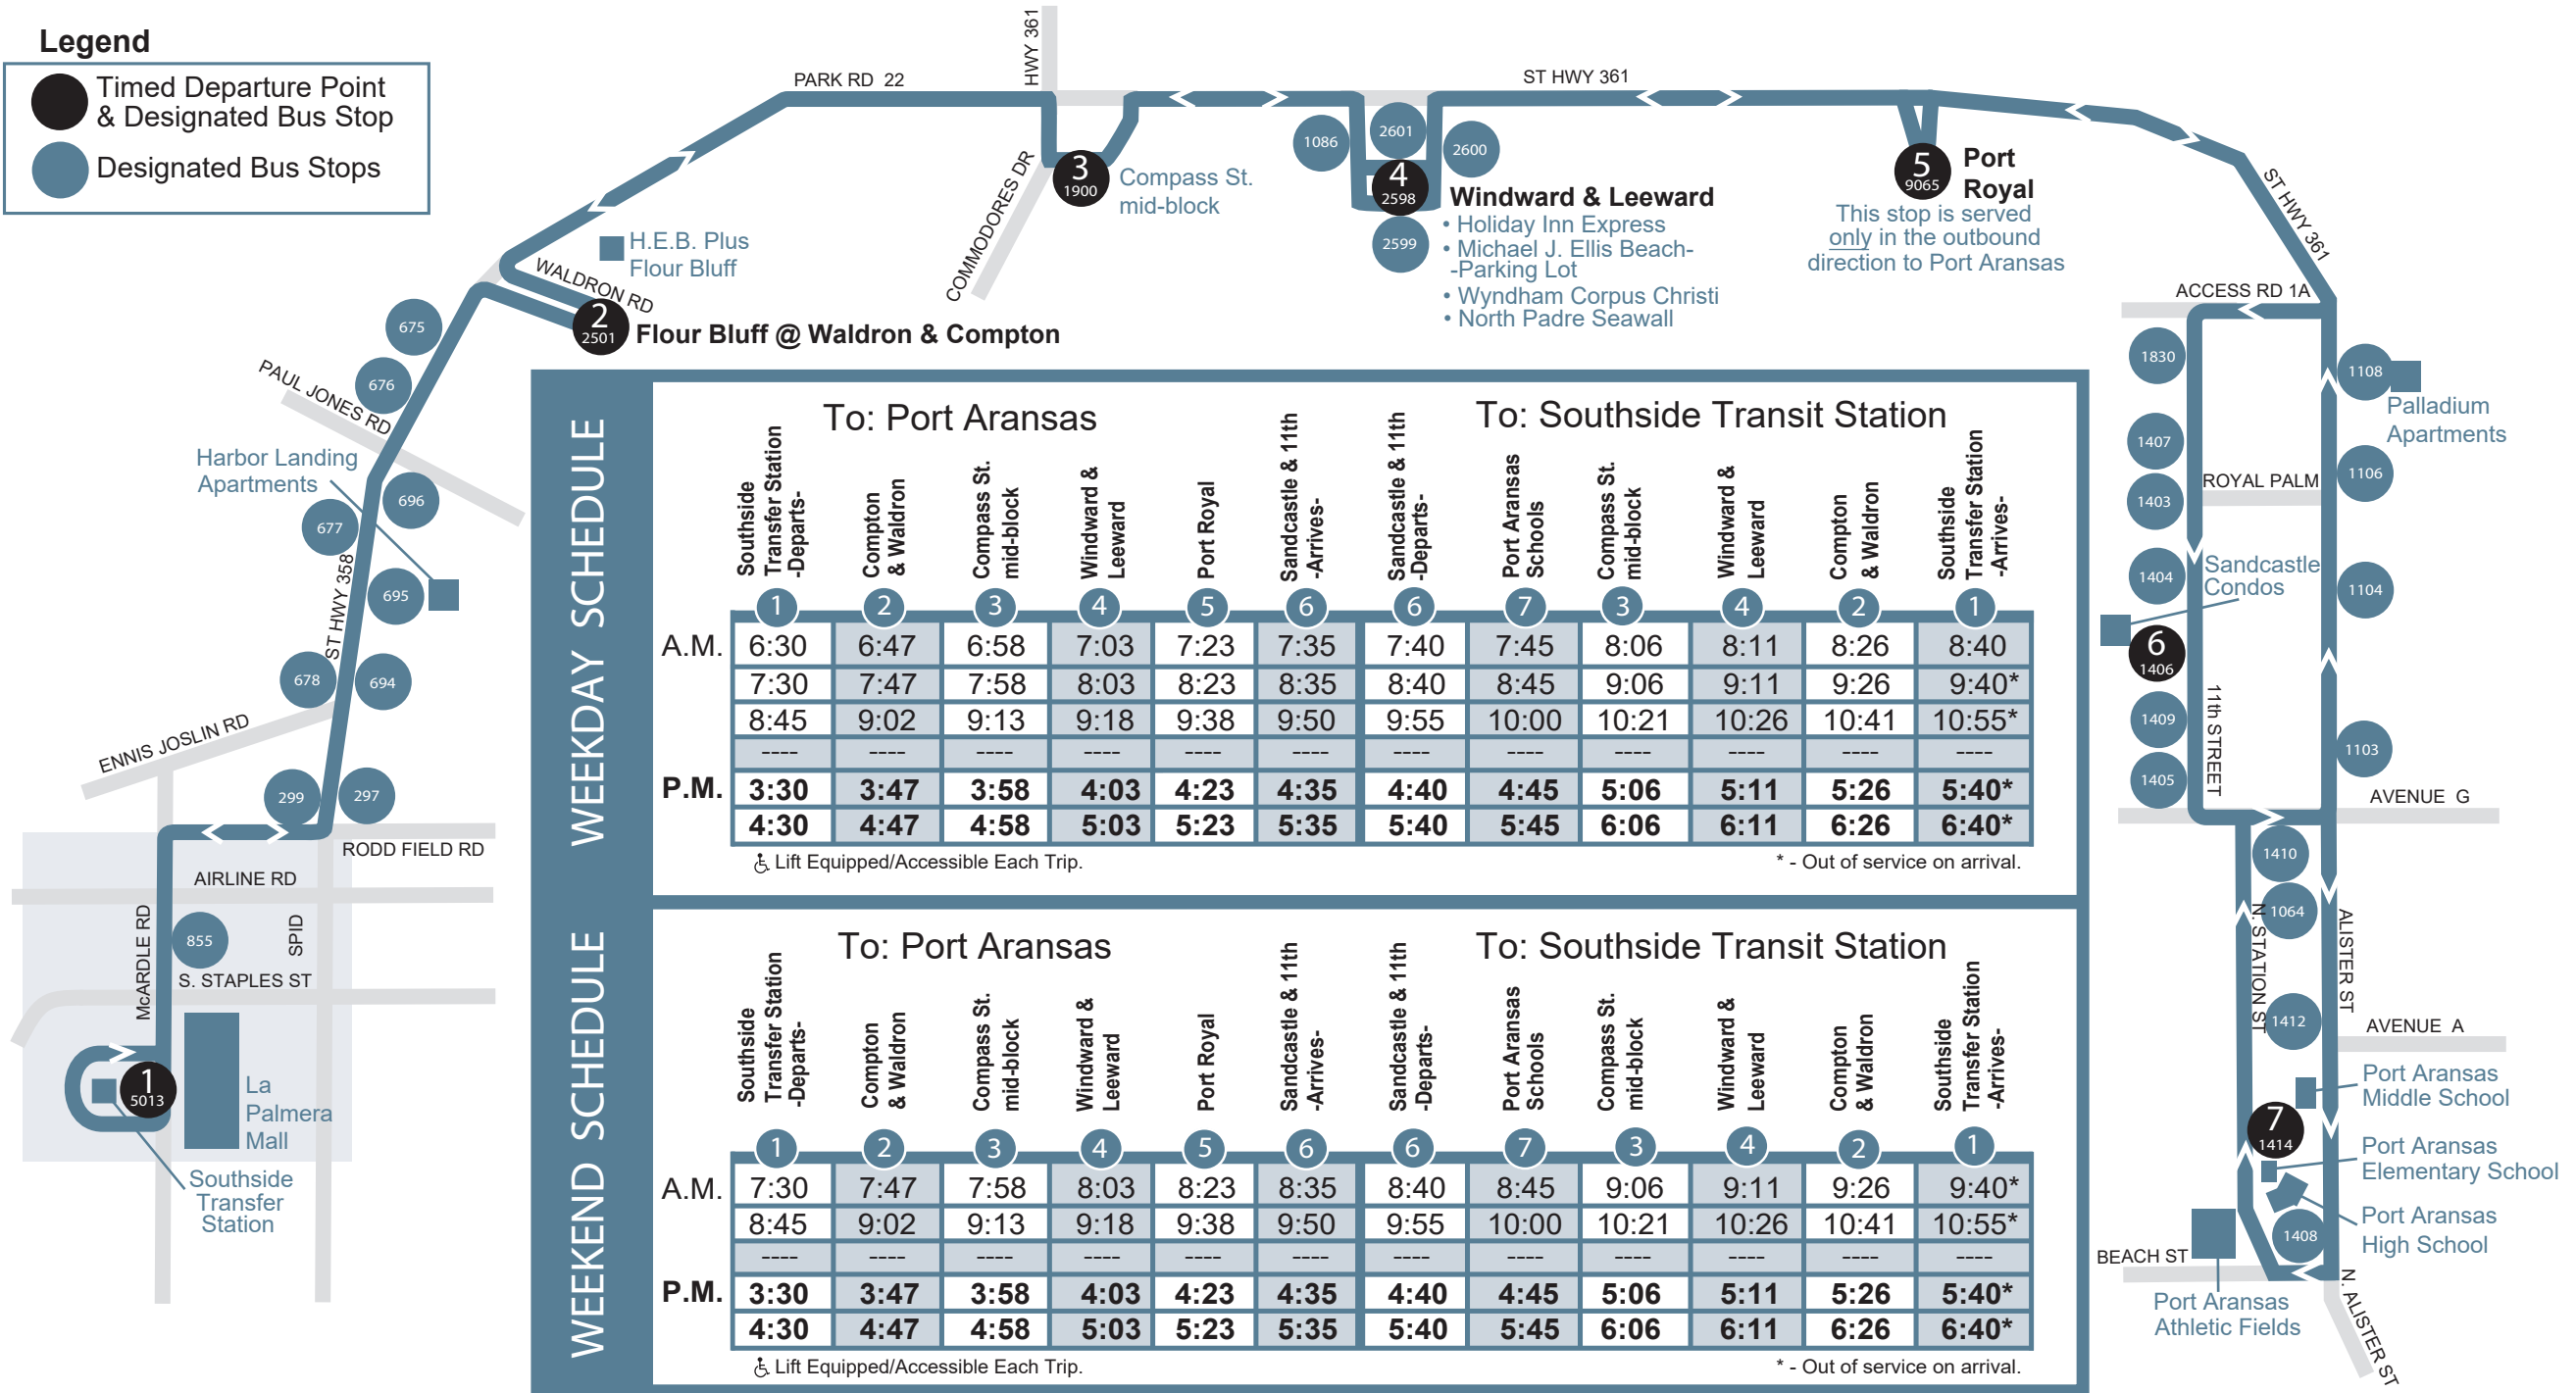 Legend
Timed Departure Point
& Designated Bus Stop
Designated Bus Stops
PARK RD 22
HWY 361
ST HWY 361
COMMODORES DR
3
1900
Compass St.
mid-block
1086
2601
2600
4
2598
2599
Windward & Leeward
• Holiday Inn Express
• Michael J. Ellis Beach-
-Parking Lot
• Wyndham Corpus Christi
• North Padre Seawall
5
9065
Port
Royal
This stop is served
only in the outbound
direction to Port Aransas
ST HWY 361
H.E.B. Plus
Flour Bluff
WALDRON RD
2
2501
Flour Bluff @ Waldron & Compton
675
676
PAUL JONES RD
Harbor Landing
Apartments
696
677
695
ST HWY 358
678
694
ENNIS JOSLIN RD
299
297
RODD FIELD RD
AIRLINE RD
McARDLE RD
855
SPID
S. STAPLES ST
1
5013
La
Palmera
Mall
Southside
Transfer
Station
ACCESS RD 1A
1830
1108
Palladium
Apartments
1407
1106
ROYAL PALM
1403
1404
Sandcastle
Condos
1104
6
1406
11th STREET
1409
1103
1405
AVENUE G
1410
1064
N. STATION ST
ALISTER ST
1412
AVENUE A
Port Aransas
Middle School
7
1414
Port Aransas
Elementary School
Port Aransas
High School
1408
BEACH ST
Port Aransas
Athletic Fields
N. ALISTER ST
WEEKDAY SCHEDULE
To: Port Aransas
To: Southside Transit Station
Southside
Transfer Station
-Departs-
Compton
& Waldron
Compass St.
mid-block
Windward &
Leeward
Port Royal
Sandcastle & 11th
-Arrives-
Sandcastle & 11th
-Departs-
Port Aransas
Schools
Compass St.
mid-block
Windward &
Leeward
Compton
& Waldron
Southside
Transfer Station
-Arrives-
1 2 3 4 5 6 6 7 3 4 2 1
A.M. 6:30 6:47 6:58 7:03 7:23 7:35 7:40 7:45 8:06 8:11 8:26 8:40
7:30 7:47 7:58 8:03 8:23 8:35 8:40 8:45 9:06 9:11 9:26 9:40*
8:45 9:02 9:13 9:18 9:38 9:50 9:55 10:00 10:21 10:26 10:41 10:55*
---- ---- ---- ---- ---- ---- ---- ---- ---- ---- ---- ----
P.M. 3:30 3:47 3:58 4:03 4:23 4:35 4:40 4:45 5:06 5:11 5:26 5:40*
4:30 4:47 4:58 5:03 5:23 5:35 5:40 5:45 6:06 6:11 6:26 6:40*
Lift Equipped/Accessible Each Trip.
* - Out of service on arrival.
WEEKEND SCHEDULE
To: Port Aransas
To: Southside Transit Station
Southside
Transfer Station
-Departs-
Compton
& Waldron
Compass St.
mid-block
Windward &
Leeward
Port Royal
Sandcastle & 11th
-Arrives-
Sandcastle & 11th
-Departs-
Port Aransas
Schools
Compass St.
mid-block
Windward &
Leeward
Compton
& Waldron
Southside
Transfer Station
-Arrives-
1 2 3 4 5 6 6 7 3 4 2 1
A.M. 7:30 7:47 7:58 8:03 8:23 8:35 8:40 8:45 9:06 9:11 9:26 9:40*
8:45 9:02 9:13 9:18 9:38 9:50 9:55 10:00 10:21 10:26 10:41 10:55*
---- ---- ---- ---- ---- ---- ---- ---- ---- ---- ---- ----
P.M. 3:30 3:47 3:58 4:03 4:23 4:35 4:40 4:45 5:06 5:11 5:26 5:40*
4:30 4:47 4:58 5:03 5:23 5:35 5:40 5:45 6:06 6:11 6:26 6:40*
Lift Equipped/Accessible Each Trip.
* - Out of service on arrival.